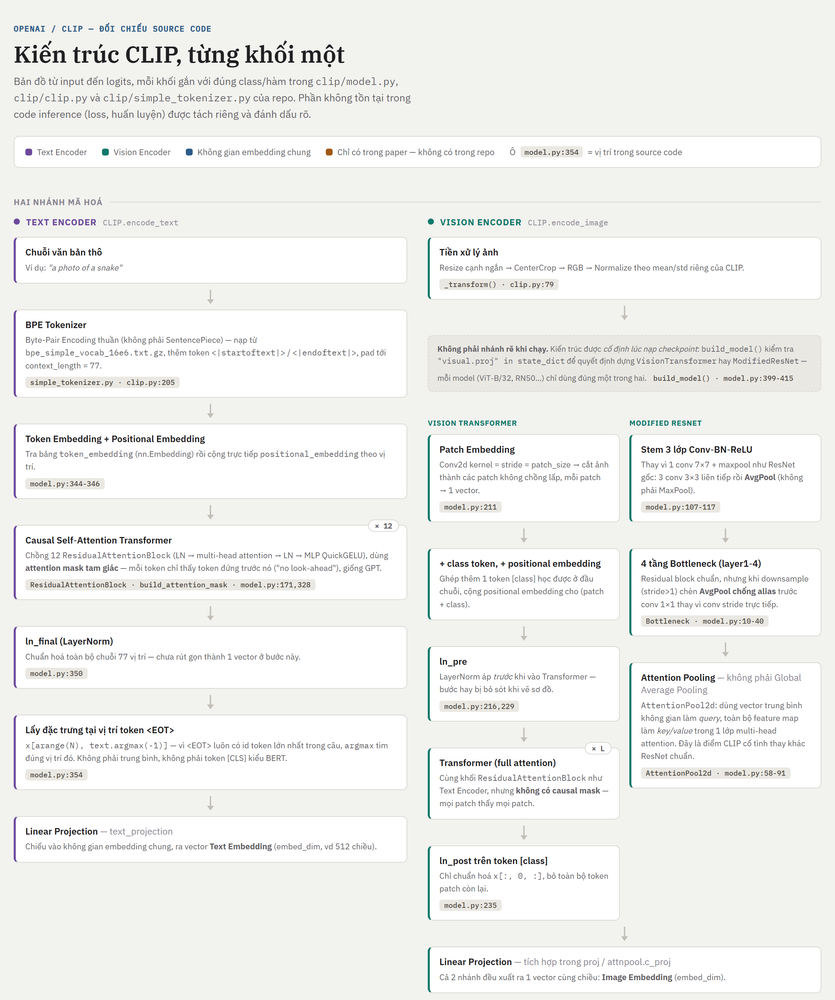 OPENAI / CLIP — ĐỐI CHIẾU SOURCE CODE
Kiến trúc CLIP, từng khối một
Bản đồ từ input đến logits, mỗi khối gắn với đúng class/hàm trong clip/model.py,
clip/clip.py và clip/simple_tokenizer.py của repo. Phần không tồn tại trong
code inference (loss, huấn luyện) được tách riêng và đánh dấu rõ.
Text Encoder
Vision Encoder
Không gian embedding chung
Chỉ có trong paper — không có trong repo
Ô model.py:354 = vị trí trong source code
HAI NHÁNH MÃ HOÁ
TEXT ENCODER CLIP.encode_text
Chuỗi văn bản thô
Ví dụ: "a photo of a snake"
BPE Tokenizer
Byte-Pair Encoding thuần (không phải SentencePiece) — nạp từ
bpe_simple_vocab_16e6.txt.gz, thêm token <|startoftext|> / <|endoftext|>, pad tới
context_length = 77.
simple_tokenizer.py · clip.py:205
Token Embedding + Positional Embedding
Tra bảng token_embedding (nn.Embedding) rồi cộng trực tiếp positional_embedding theo vị
trí.
model.py:344-346
× 12
Causal Self-Attention Transformer
Chồng 12 ResidualAttentionBlock (LN → multi-head attention → LN → MLP QuickGELU), dùng
attention mask tam giác — mỗi token chỉ thấy token đứng trước nó ("no look-ahead"), giống GPT.
ResidualAttentionBlock · build_attention_mask · model.py:171,328
ln_final (LayerNorm)
Chuẩn hoá toàn bộ chuỗi 77 vị trí — chưa rút gọn thành 1 vector ở bước này.
model.py:350
Lấy đặc trưng tại vị trí token <EOT>
x[arange(N), text.argmax(-1)] — vì <EOT> luôn có id token lớn nhất trong câu, argmax tìm
đúng vị trí đó. Không phải trung bình, không phải token [CLS] kiểu BERT.
model.py:354
Linear Projection — text_projection
Chiếu vào không gian embedding chung, ra vector Text Embedding (embed_dim, vd 512 chiều).
VISION ENCODER CLIP.encode_image
Tiền xử lý ảnh
Resize cạnh ngắn → CenterCrop → RGB → Normalize theo mean/std riêng của CLIP.
_transform() · clip.py:79
Không phải nhánh rẽ khi chạy. Kiến trúc được cố định lúc nạp checkpoint: build_model() kiểm tra
"visual.proj" in state_dict để quyết định dựng VisionTransformer hay ModifiedResNet —
mỗi model (ViT-B/32, RN50...) chỉ dùng đúng một trong hai. build_model() · model.py:399-415
VISION TRANSFORMER
Patch Embedding
Conv2d kernel = stride = patch_size → cắt ảnh
thành các patch không chồng lấp, mỗi patch
→ 1 vector.
model.py:211
+ class token, + positional embedding
Ghép thêm 1 token [class] học được ở đầu
chuỗi, cộng positional embedding cho (patch
+ class).
ln_pre
LayerNorm áp trước khi vào Transformer —
bước hay bị bỏ sót khi vẽ sơ đồ.
model.py:216,229
× L
Transformer (full attention)
Cùng khối ResidualAttentionBlock như
Text Encoder, nhưng không có causal mask —
mọi patch thấy mọi patch.
ln_post trên token [class]
Chỉ chuẩn hoá x[:, 0, :], bỏ toàn bộ token
patch còn lại.
model.py:235
MODIFIED RESNET
Stem 3 lớp Conv-BN-ReLU
Thay vì 1 conv 7×7 + maxpool như ResNet
gốc: 3 conv 3×3 liên tiếp rồi AvgPool (không
phải MaxPool).
model.py:107-117
4 tầng Bottleneck (layer1-4)
Residual block chuẩn, nhưng khi downsample
(stride>1) chèn AvgPool chống alias trước
conv 1×1 thay vì conv stride trực tiếp.
Bottleneck · model.py:10-40
Attention Pooling — không phải Global
Average Pooling
AttentionPool2d: dùng vector trung bình
không gian làm query, toàn bộ feature map
làm key/value trong 1 lớp multi-head
attention. Đây là điểm CLIP cố tình thay khác
ResNet chuẩn.
AttentionPool2d · model.py:58-91
Linear Projection — tích hợp trong proj / attnpool.c_proj
Cả 2 nhánh đều xuất ra 1 vector cùng chiều: Image Embedding (embed_dim).